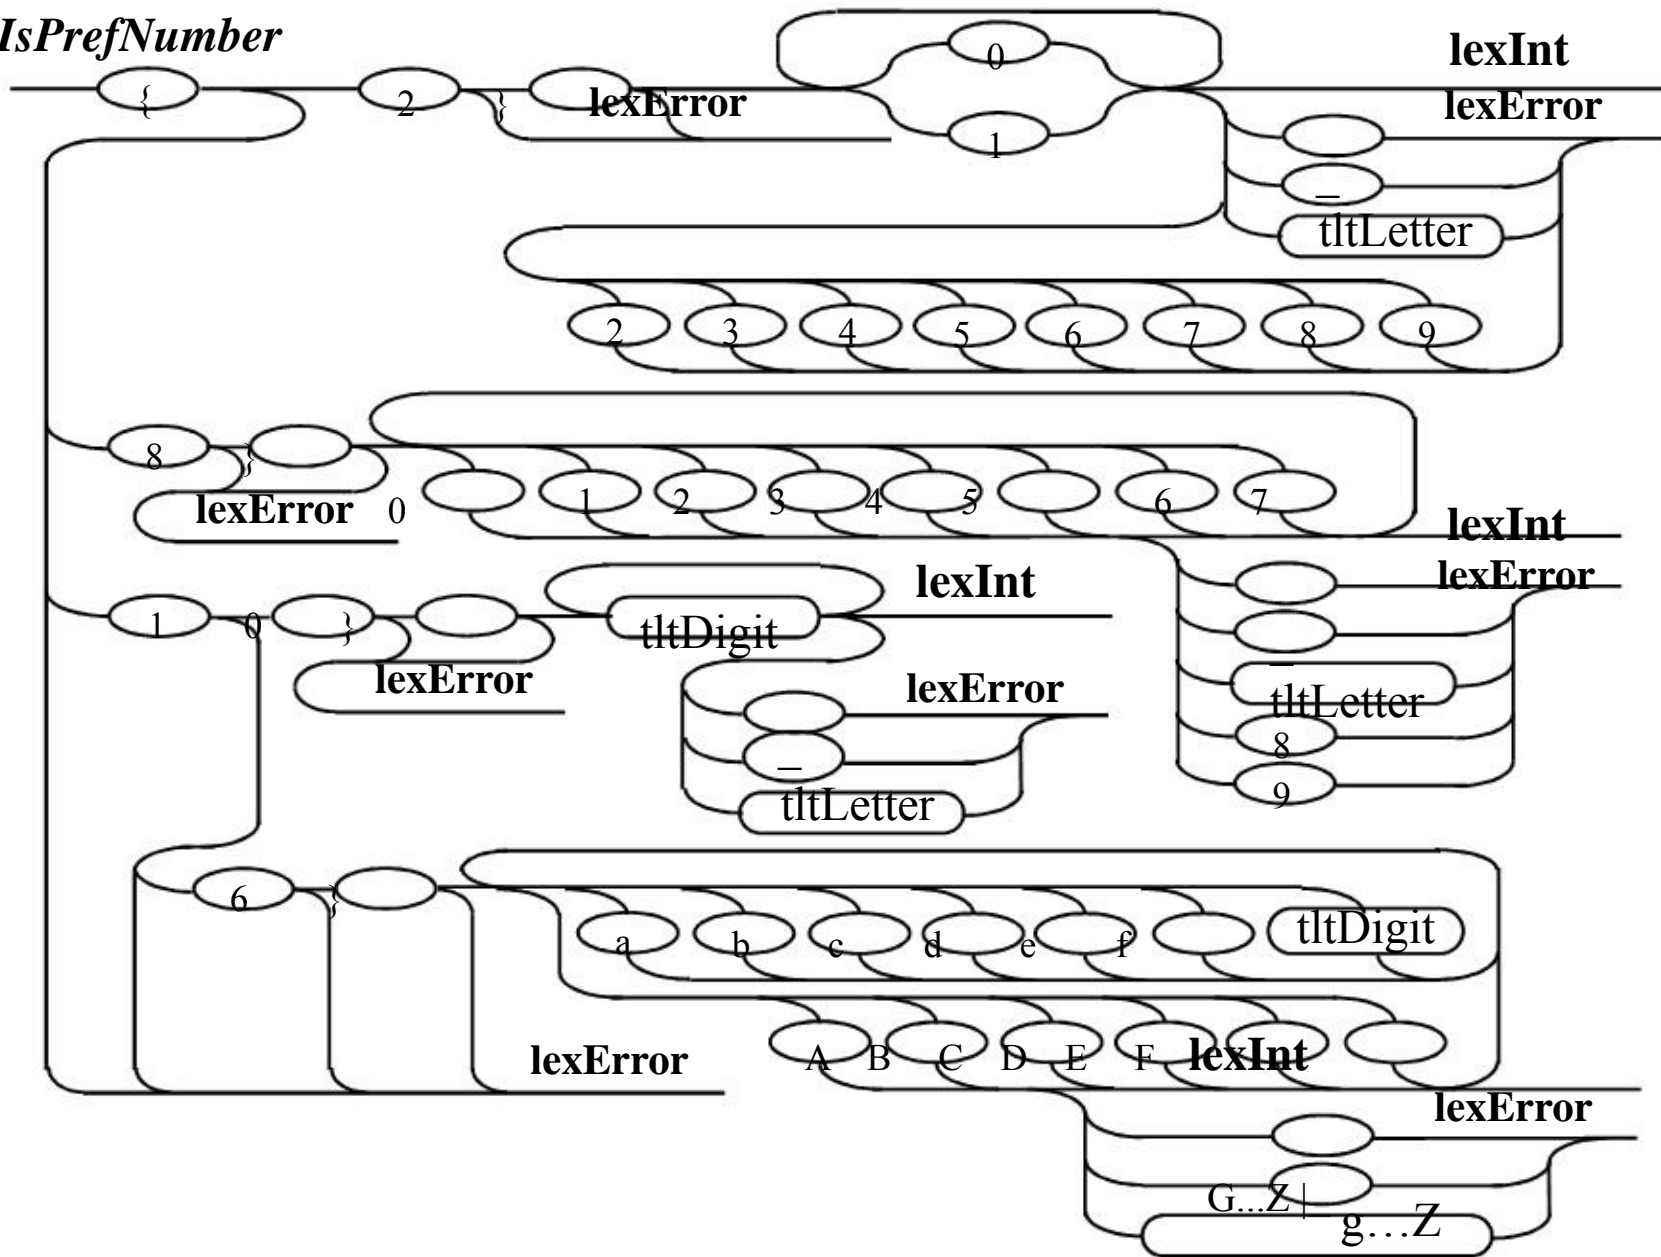 IsPrefNumber
0 lexInt
{ 2 } lexError lexError
1
_
tltLetter
2 3 4 5 6 7 8 9
8 }
lexError 0 1 2 3 4 5 6 7
lexInt
lexInt lexError
1 0 } tltDigit
lexError _
lexError tltLetter
8
_
tltLetter 9
6 }
a b c d e f tltDigit
lexError A B C D E F lexInt
lexError
G...Z | _ g…Z